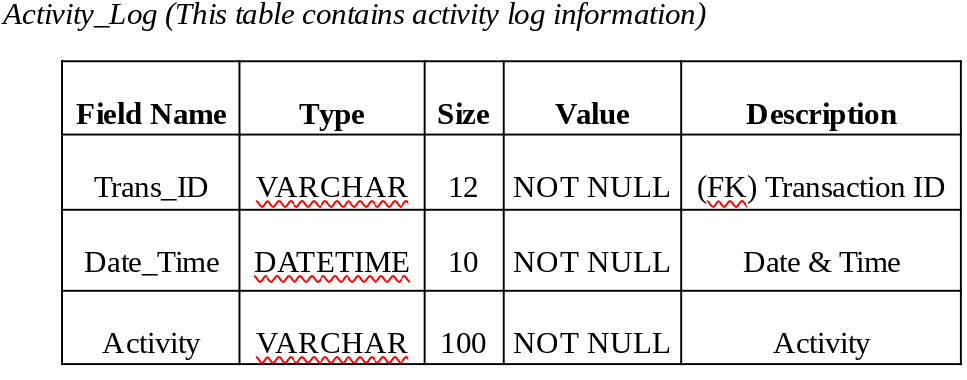 Activity_Log (This table contains activity log information)
Field Name Type Size Value Description
Trans_ID VARCHAR 12 NOT NULL (FK) Transaction ID
Date_Time DATETIME 10 NOT NULL Date & Time
Activity VARCHAR 100 NOT NULL Activity